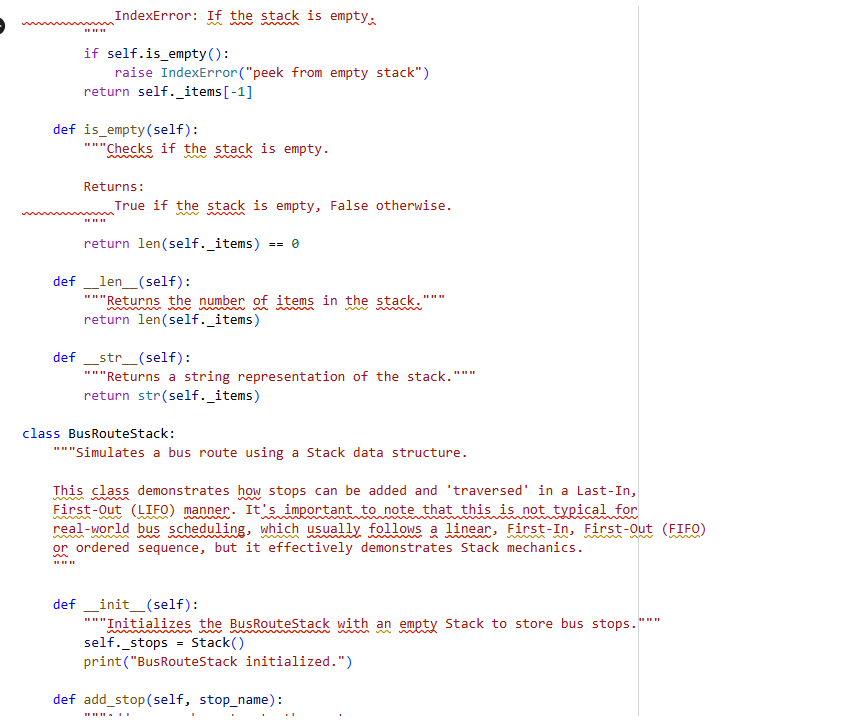 IndexError: If the stack is empty.
"""
if self.is_empty():
raise IndexError("peek from empty stack")
return self._items[-1]
def is_empty(self):
"""Checks if the stack is empty.
Returns:
True if the stack is empty, False otherwise.
"""
return len(self._items) == 0
def __len__(self):
"""Returns the number of items in the stack."""
return len(self._items)
def __str__(self):
"""Returns a string representation of the stack."""
return str(self._items)
class BusRouteStack:
"""Simulates a bus route using a Stack data structure.
This class demonstrates how stops can be added and 'traversed' in a Last-In,
First-Out (LIFO) manner. It's important to note that this is not typical for
real-world bus scheduling, which usually follows a linear, First-In, First-Out (FIFO)
or ordered sequence, but it effectively demonstrates Stack mechanics.
"""
def __init__(self):
"""Initializes the BusRouteStack with an empty Stack to store bus stops."""
self._stops = Stack()
print("BusRouteStack initialized.")
def add_stop(self, stop_name):